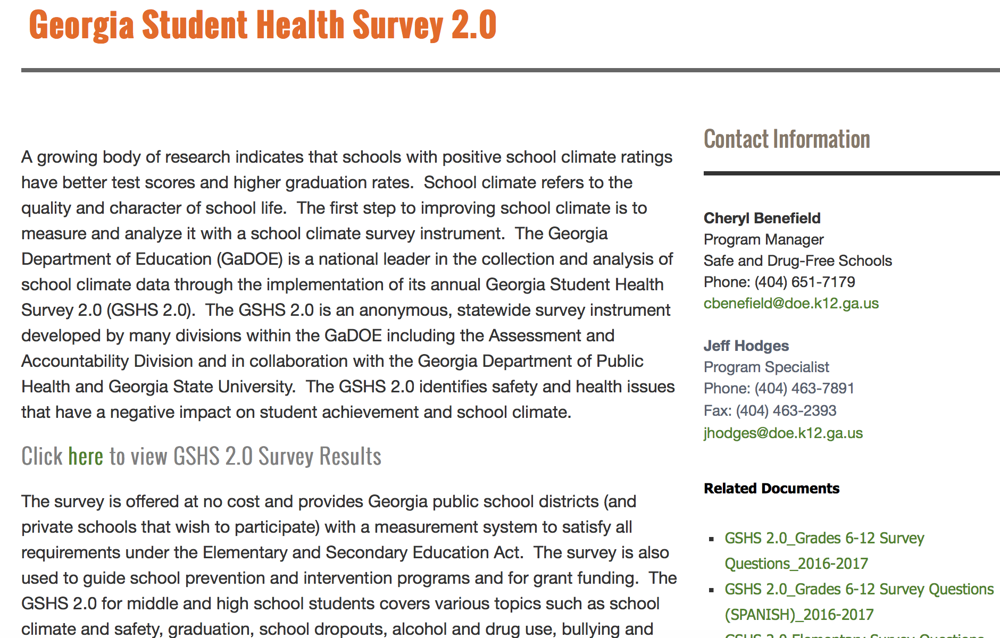 Georgia Student Health Survey 2.0
A growing body of research indicates that schools with positive school climate ratings
have better test scores and higher graduation rates.  School climate refers to the
quality and character of school life.  The first step to improving school climate is to
measure and analyze it with a school climate survey instrument.  The Georgia
Department of Education (GaDOE) is a national leader in the collection and analysis of
school climate data through the implementation of its annual Georgia Student Health
Survey 2.0 (GSHS 2.0).  The GSHS 2.0 is an anonymous, statewide survey instrument
developed by many divisions within the GaDOE including the Assessment and
Accountability Division and in collaboration with the Georgia Department of Public
Health and Georgia State University.  The GSHS 2.0 identifies safety and health issues
that have a negative impact on student achievement and school climate.
Click here to view GSHS 2.0 Survey Results
The survey is offered at no cost and provides Georgia public school districts (and
private schools that wish to participate) with a measurement system to satisfy all
requirements under the Elementary and Secondary Education Act.  The survey is also
used to guide school prevention and intervention programs and for grant funding.  The
GSHS 2.0 for middle and high school students covers various topics such as school
climate and safety, graduation, school dropouts, alcohol and drug use, bullying and
Contact Information
Cheryl Benefield
Program Manager
Safe and Drug-Free Schools
Phone: (404) 651-7179
cbenefield@doe.k12.ga.us
Jeff Hodges
Program Specialist
Phone: (404) 463-7891
Fax: (404) 463-2393
jhodges@doe.k12.ga.us
Related Documents
GSHS 2.0_Grades 6-12 Survey
Questions_2016-2017
GSHS 2.0_Grades 6-12 Survey Questions
(SPANISH)_2016-2017
GSHS 2.0 Elementary Survey Questions